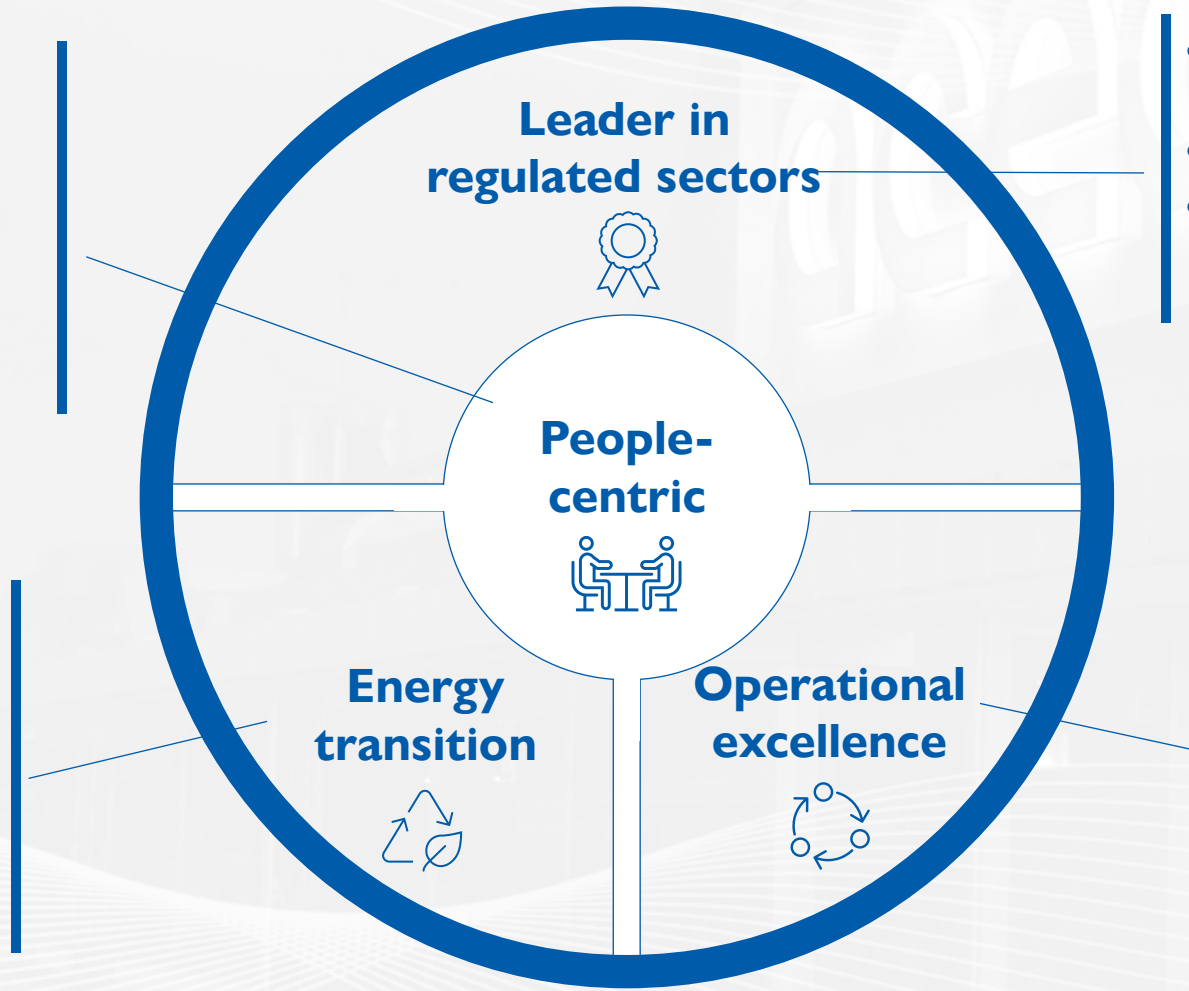 Leader in
regulated sectors
People-
centric
Energy
transition
Operational
excellence